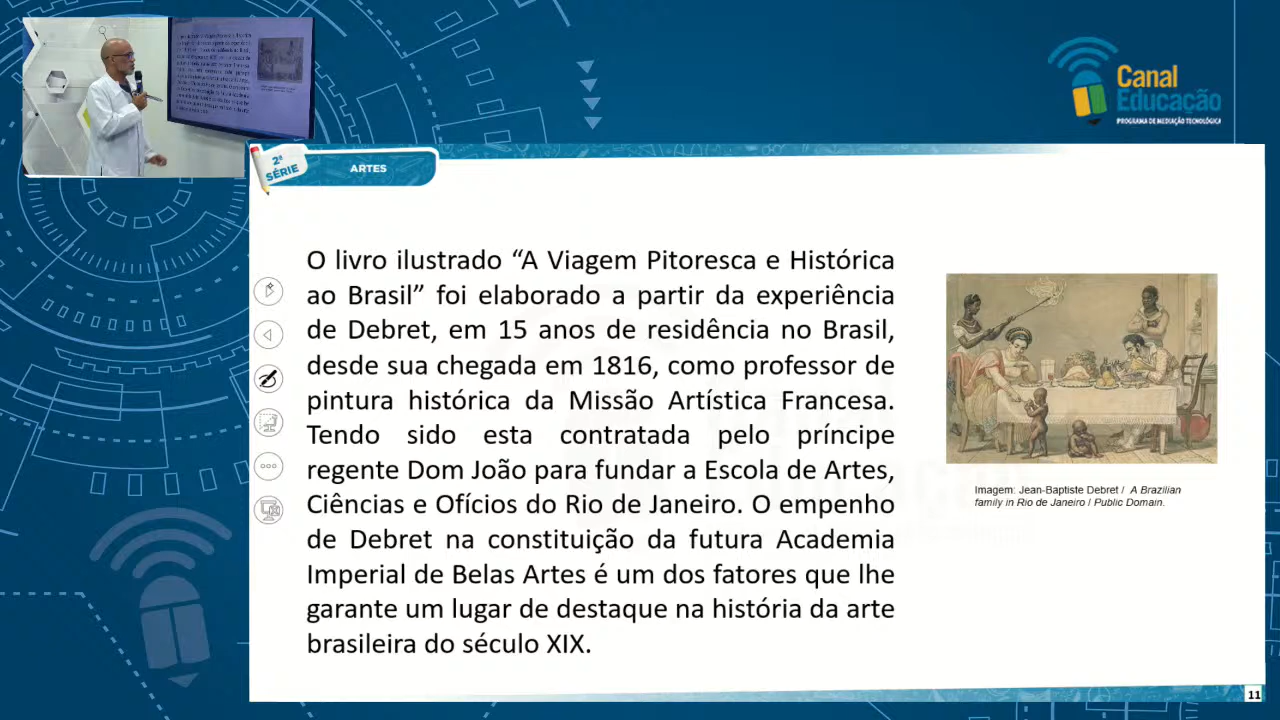 Canal
Educação
PROGRAMA DE MEDIAÇÃO TECNOLÓGICA
2ª
SÉRIE
ARTES
O livro ilustrado “A Viagem Pitoresca e Histórica
ao Brasil” foi elaborado a partir da experiência
de Debret, em 15 anos de residência no Brasil,
desde sua chegada em 1816, como professor de
pintura histórica da Missão Artística Francesa.
Tendo sido esta contratada pelo príncipe
regente Dom João para fundar a Escola de Artes,
Ciências e Ofícios do Rio de Janeiro. O empenho
de Debret na constituição da futura Academia
Imperial de Belas Artes é um dos fatores que lhe
garante um lugar de destaque na história da arte
brasileira do século XIX.
Imagem: Jean-Baptiste Debret / A Brazilian
family in Rio de Janeiro / Public Domain.
11